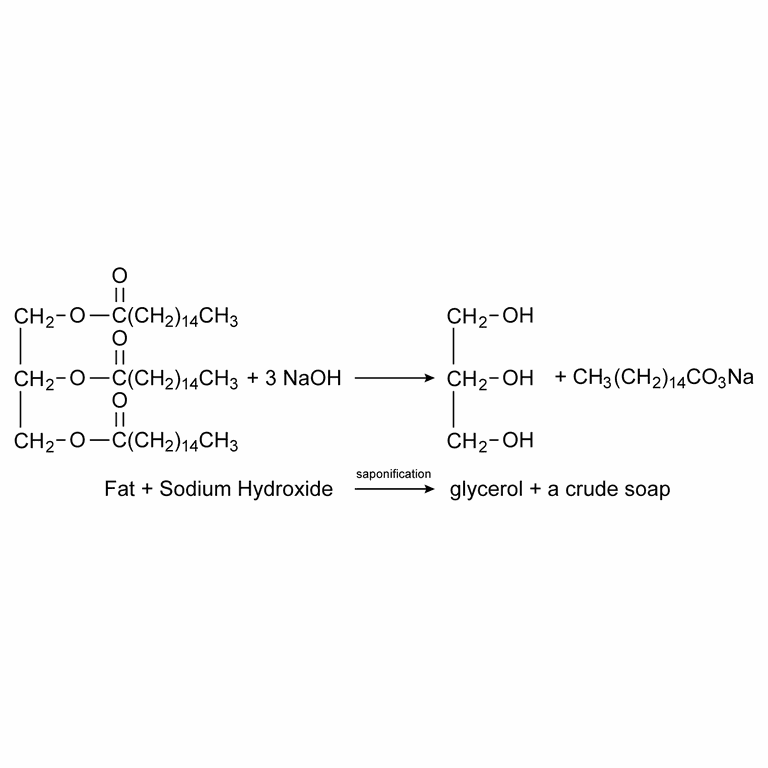 O
CH₂-O—C(CH₂)₁₄CH₃ CH₂-OH
O
CH₂-O—C(CH₂)₁₄CH₃ + 3 NaOH ⟶ CH₂-OH + CH₃(CH₂)₁₄CO₃Na
O
CH₂-O—C(CH₂)₁₄CH₃ CH₂-OH
saponification
Fat + Sodium Hydroxide ⟶ glycerol + a crude soap